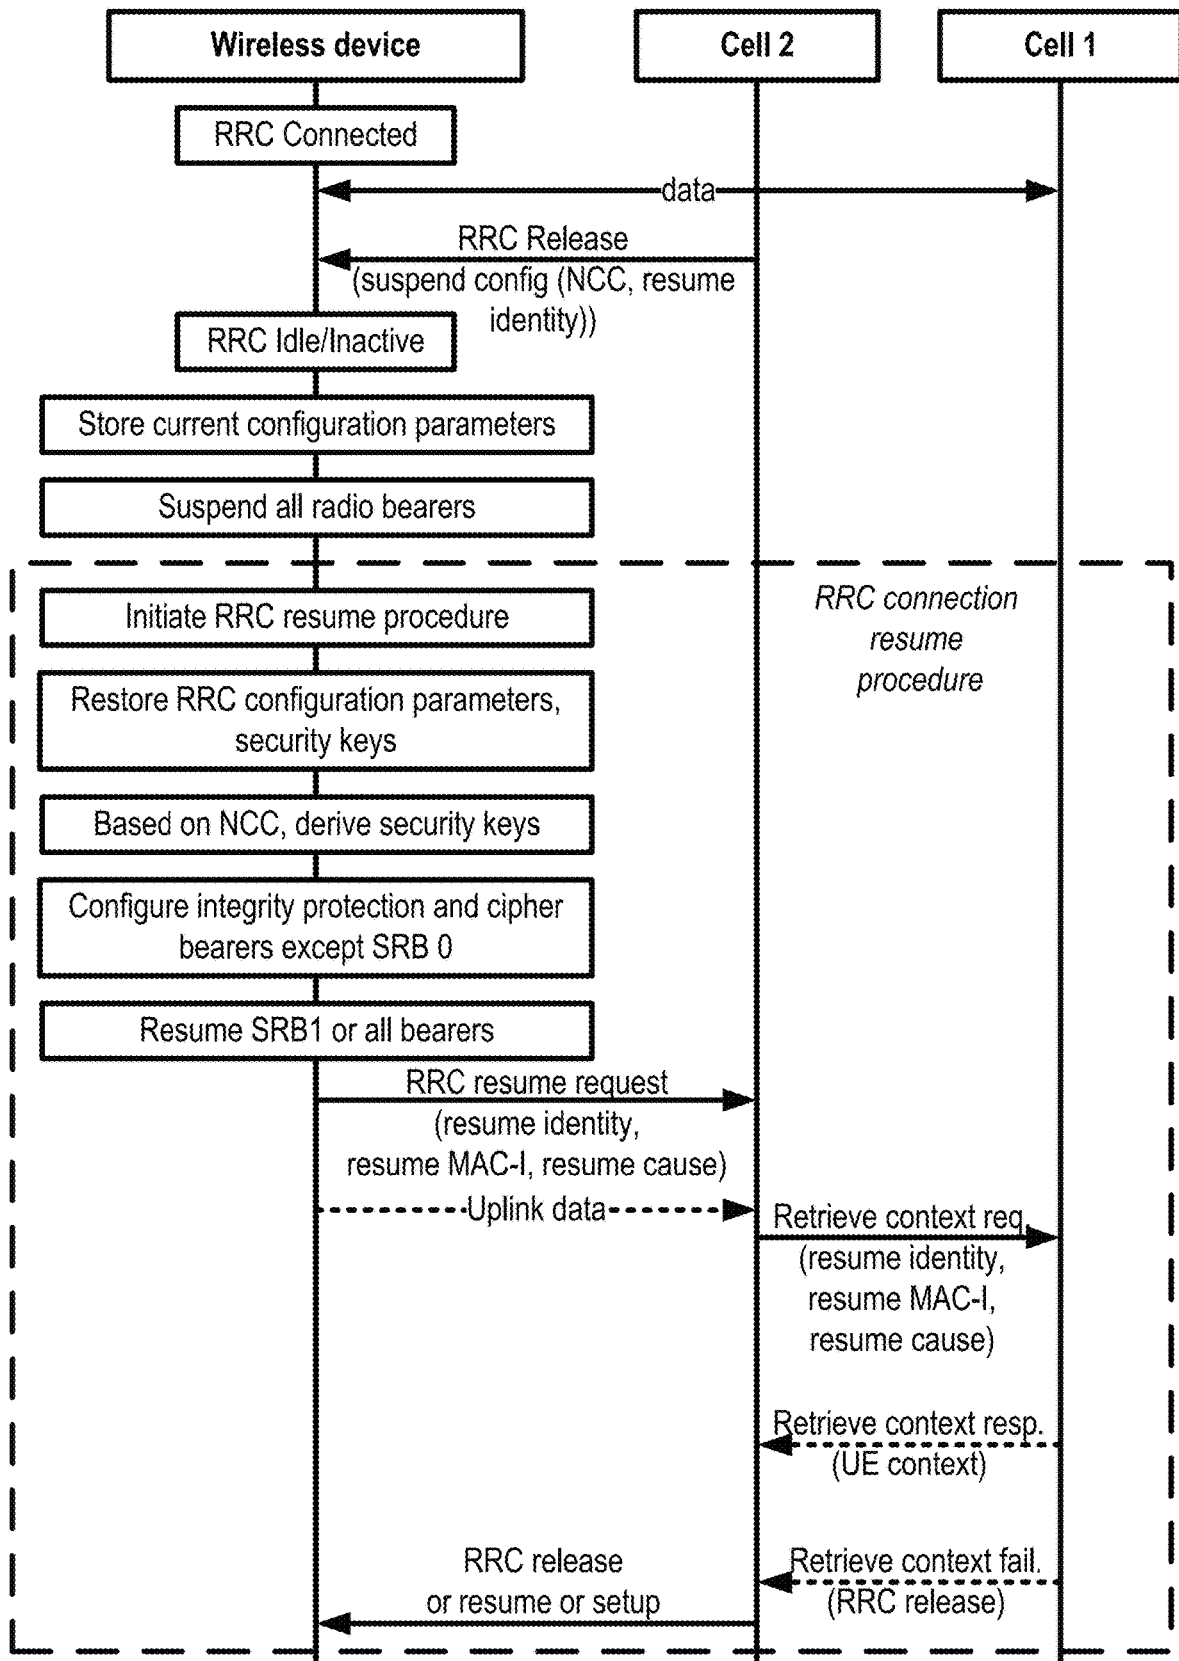 Wireless device
Cell 2
Cell 1
RRC Connected
data
RRC Release
(suspend config (NCC, resume
identity))
RRC Idle/Inactive
Store current configuration parameters
Suspend all radio bearers
Initiate RRC resume procedure
RRC connection
resume
procedure
Restore RRC configuration parameters,
security keys
Based on NCC, derive security keys
Configure integrity protection and cipher
bearers except SRB 0
Resume SRB1 or all bearers
RRC resume request
(resume identity,
resume MAC-I, resume cause)
Uplink data
Retrieve context req.
(resume identity,
resume MAC-I,
resume cause)
Retrieve context resp.
(UE context)
Retrieve context fail.
(RRC release)
RRC release
or resume or setup